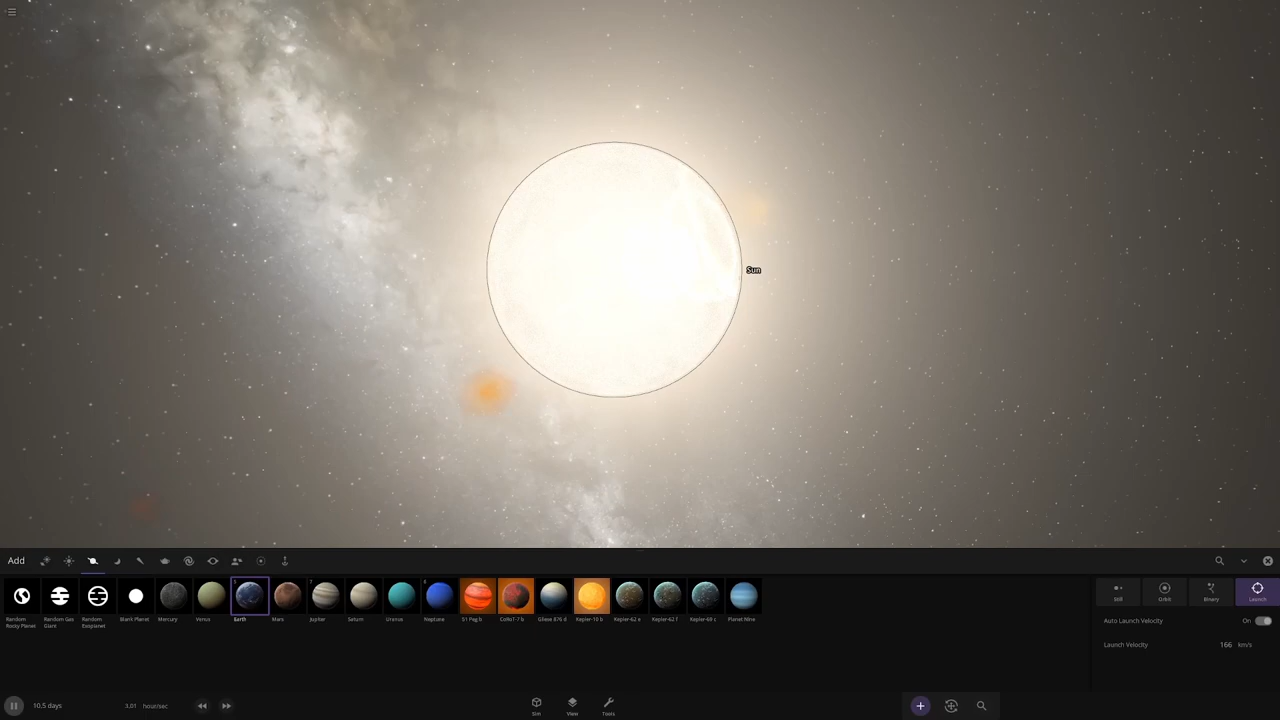 Sun
Add
Random Rocky Planet
Random Gas Giant
Random Exoplanet
Blank Planet
Mercury
Venus
Earth
Mars
7
Jupiter
Saturn
Uranus
8
Neptune
51 Peg b
CoRoT-7 b
Gliese 876 d
Kepler-10 b
Kepler-62 e
Kepler-62 f
Kepler-69 c
Planet Nine
Still
Orbit
Binary
Launch
Auto Launch Velocity On
Launch Velocity 166 km/s
10.5 days 3.01 hour/sec
Sim
View
Tools